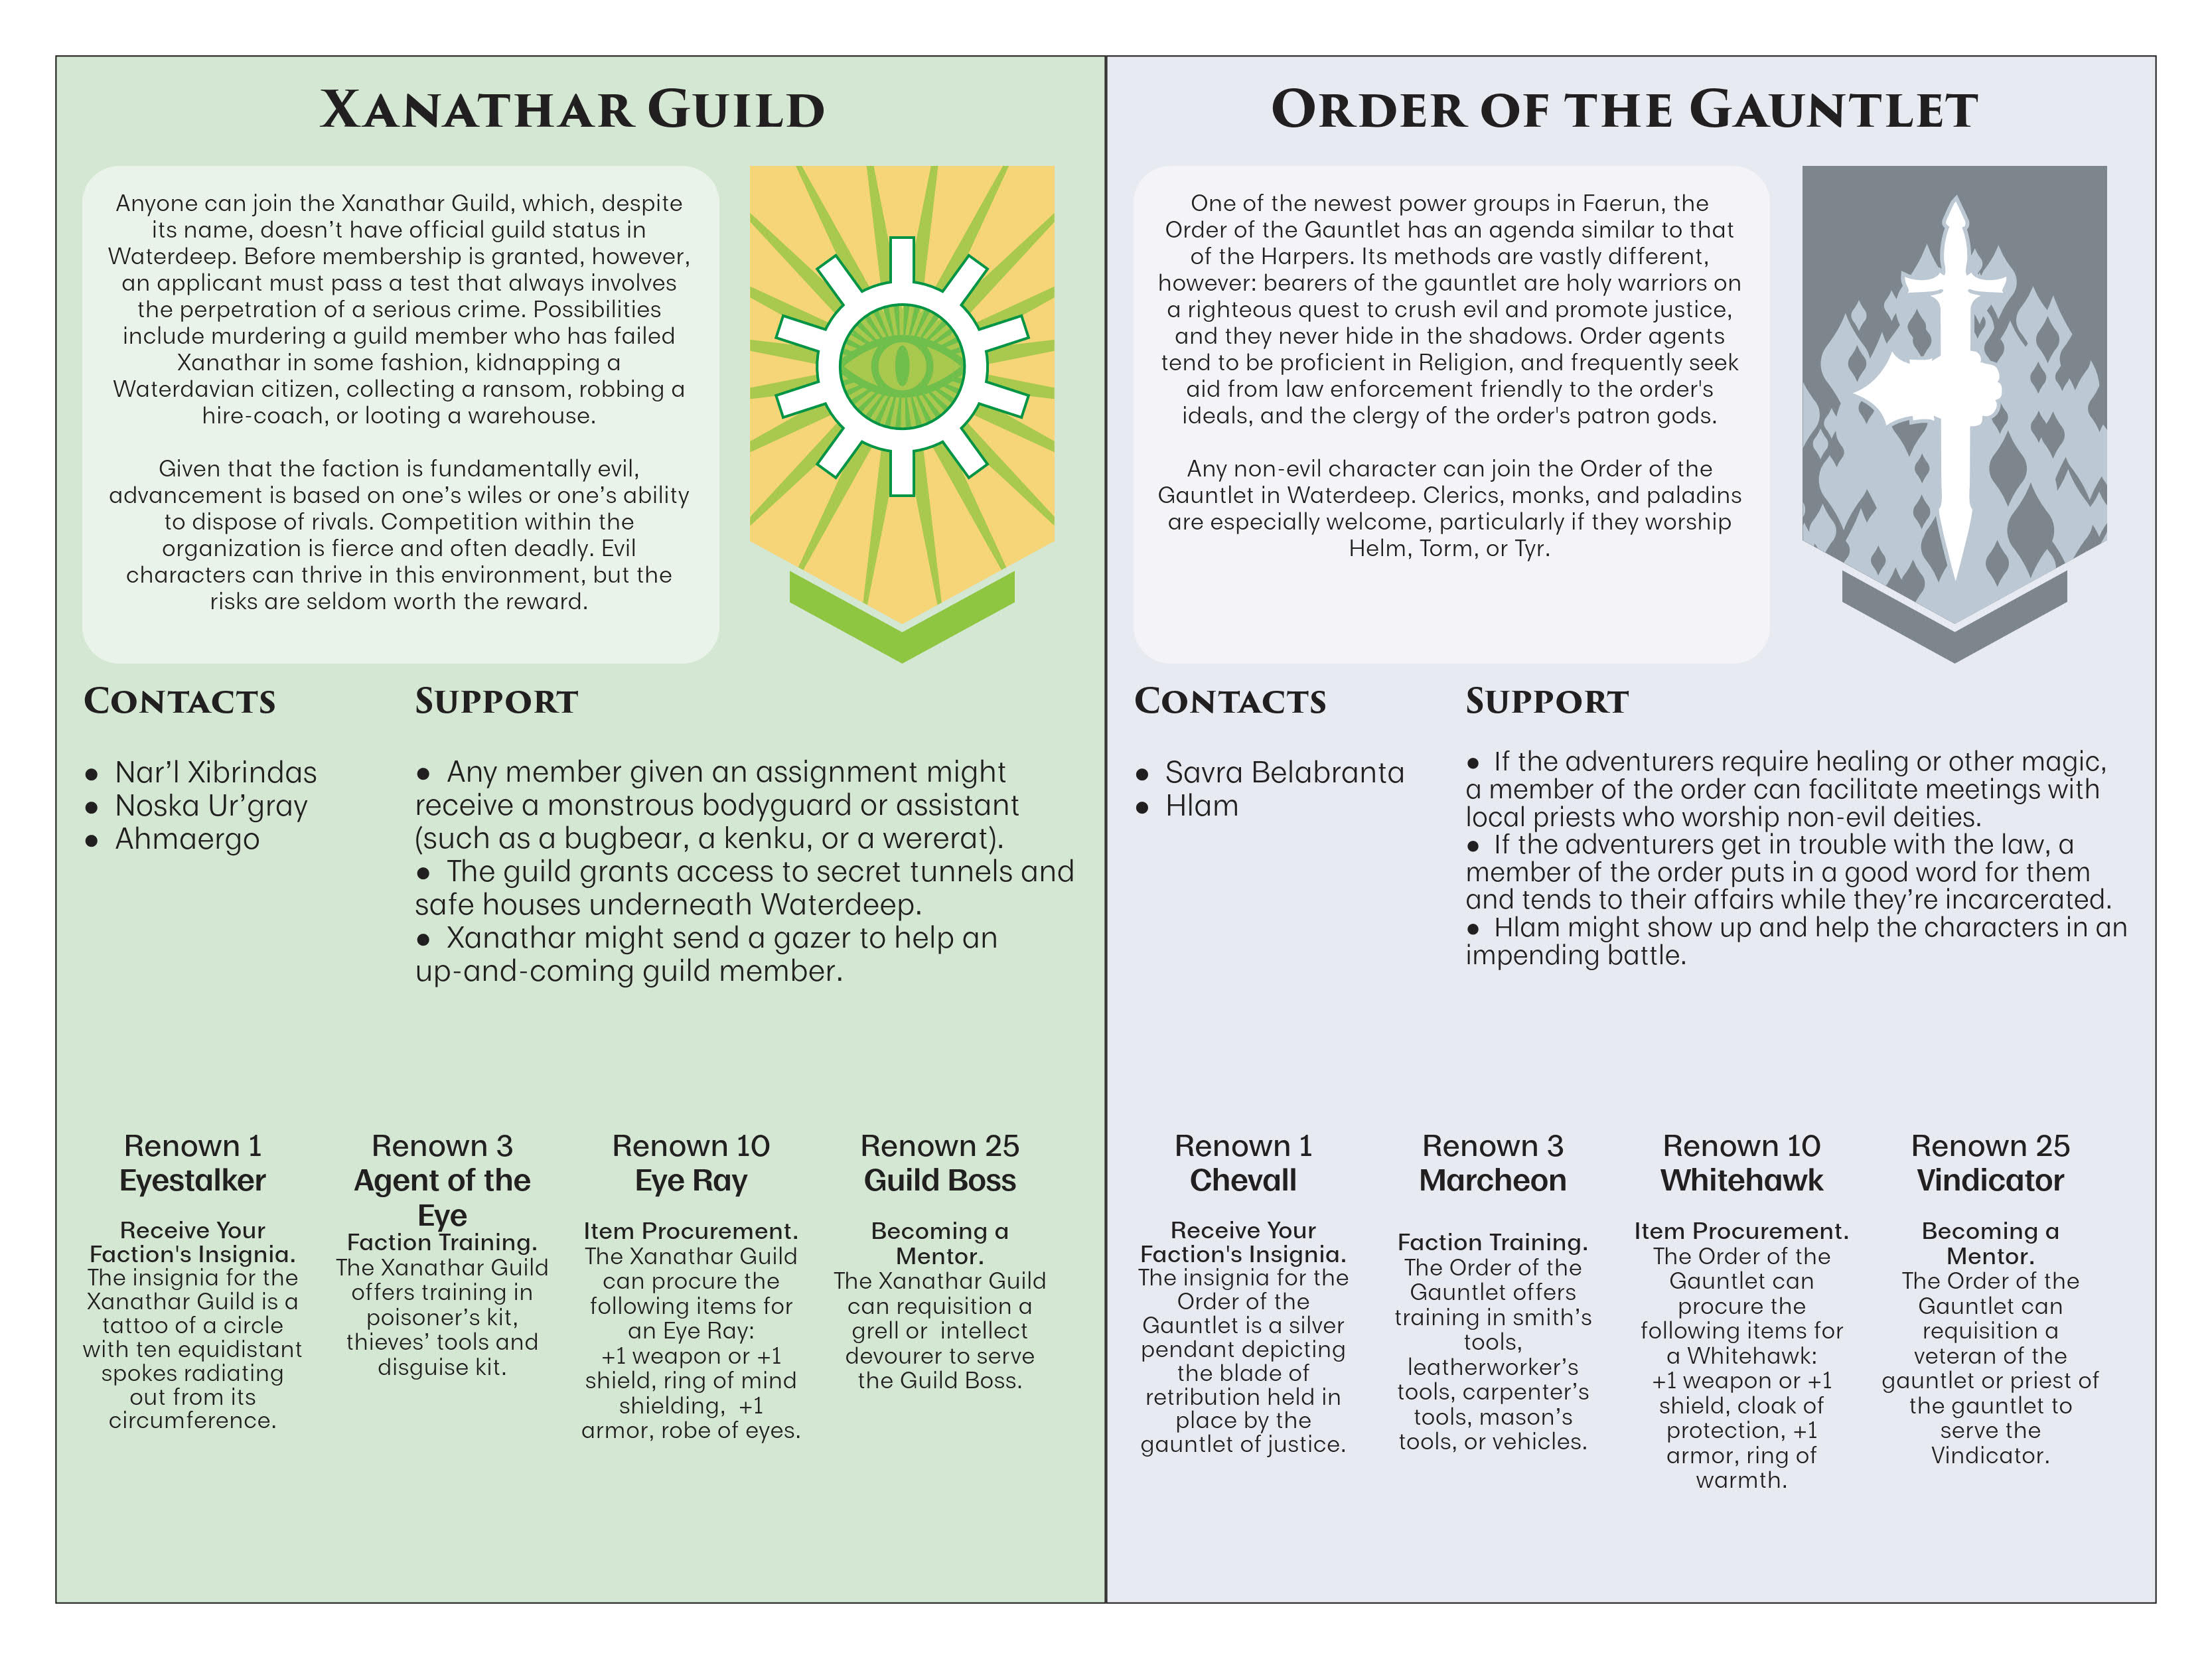 Xanathar Guild
Anyone can join the Xanathar Guild, which, despite
its name, doesn’t have official guild status in
Waterdeep. Before membership is granted, however,
an applicant must pass a test that always involves
the perpetration of a serious crime. Possibilities
include murdering a guild member who has failed
Xanathar in some fashion, kidnapping a
Waterdavian citizen, collecting a ransom, robbing a
hire-coach, or looting a warehouse.
Given that the faction is fundamentally evil,
advancement is based on one’s wiles or one’s ability
to dispose of rivals. Competition within the
organization is fierce and often deadly. Evil
characters can thrive in this environment, but the
risks are seldom worth the reward.
Contacts
● Nar’l Xibrindas
● Noska Ur’gray
● Ahmaergo
Support
● Any member given an assignment might
receive a monstrous bodyguard or assistant
(such as a bugbear, a kenku, or a wererat).
● The guild grants access to secret tunnels and
safe houses underneath Waterdeep.
● Xanathar might send a gazer to help an
up-and-coming guild member.
Renown 1
Eyestalker
Receive Your
Faction's Insignia.
The insignia for the
Xanathar Guild is a
tattoo of a circle
with ten equidistant
spokes radiating
out from its
circumference.
Renown 3
Agent of the
Eye
Faction Training.
The Xanathar Guild
offers training in
poisoner’s kit,
thieves’ tools and
disguise kit.
Renown 10
Eye Ray
Item Procurement.
The Xanathar Guild
can procure the
following items for
an Eye Ray:
+1 weapon or +1
shield, ring of mind
shielding, +1
armor, robe of eyes.
Renown 25
Guild Boss
Becoming a
Mentor.
The Xanathar Guild
can requisition a
grell or intellect
devourer to serve
the Guild Boss.
Order of the Gauntlet
One of the newest power groups in Faerun, the
Order of the Gauntlet has an agenda similar to that
of the Harpers. Its methods are vastly different,
however: bearers of the gauntlet are holy warriors on
a righteous quest to crush evil and promote justice,
and they never hide in the shadows. Order agents
tend to be proficient in Religion, and frequently seek
aid from law enforcement friendly to the order's
ideals, and the clergy of the order's patron gods.
Any non-evil character can join the Order of the
Gauntlet in Waterdeep. Clerics, monks, and paladins
are especially welcome, particularly if they worship
Helm, Torm, or Tyr.
Contacts
● Savra Belabranta
● Hlam
Support
● If the adventurers require healing or other magic,
a member of the order can facilitate meetings with
local priests who worship non-evil deities.
● If the adventurers get in trouble with the law, a
member of the order puts in a good word for them
and tends to their affairs while they’re incarcerated.
● Hlam might show up and help the characters in an
impending battle.
Renown 1
Chevall
Receive Your
Faction's Insignia.
The insignia for the
Order of the
Gauntlet is a silver
pendant depicting
the blade of
retribution held in
place by the
gauntlet of justice.
Renown 3
Marcheon
Faction Training.
The Order of the
Gauntlet offers
training in smith’s
tools,
leatherworker’s
tools, carpenter’s
tools, mason’s
tools, or vehicles.
Renown 10
Whitehawk
Item Procurement.
The Order of the
Gauntlet can
procure the
following items for
a Whitehawk:
+1 weapon or +1
shield, cloak of
protection, +1
armor, ring of
warmth.
Renown 25
Vindicator
Becoming a
Mentor.
The Order of the
Gauntlet can
requisition a
veteran of the
gauntlet or priest of
the gauntlet to
serve the
Vindicator.